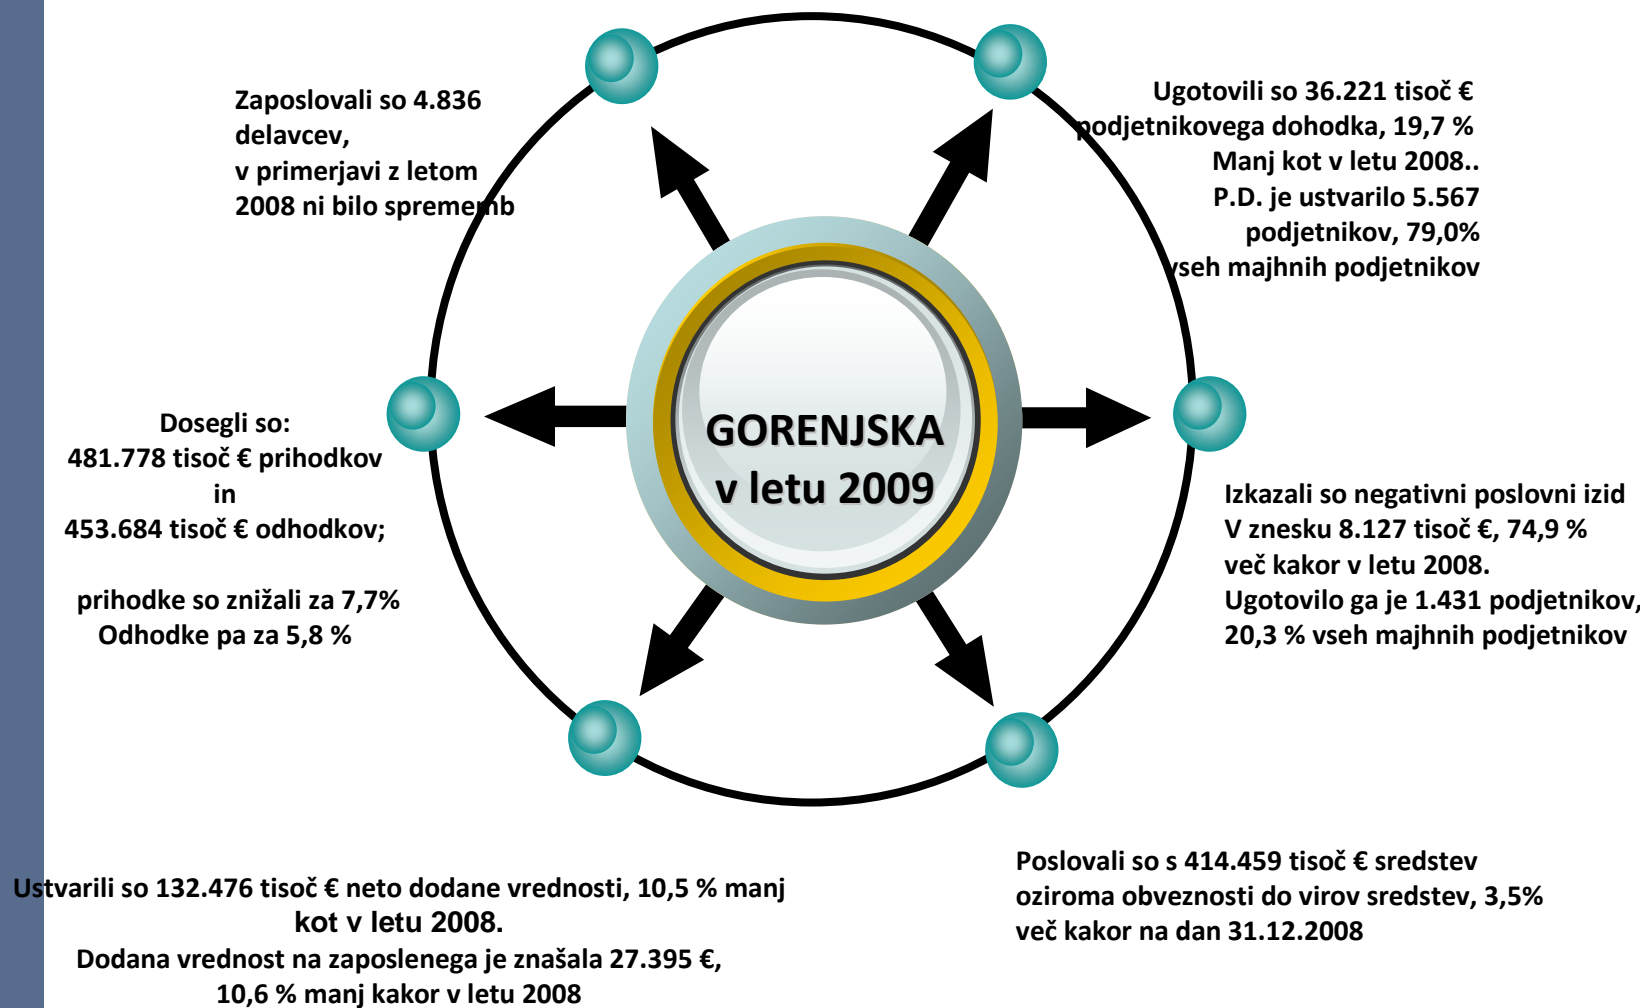 Zaposlovali so 4.836
delavcev,
v primerjavi z letom
2008 ni bilo sprememb
Ugotovili so 36.221 tisoč €
podjetnikovega dohodka, 19,7 %
Manj kot v letu 2008..
P.D. je ustvarilo 5.567
podjetnikov, 79,0%
vseh majhnih podjetnikov
GORENJSKA
v letu 2009
Dosegli so:
481.778 tisoč € prihodkov
in
453.684 tisoč € odhodkov;
prihodke so znižali za 7,7%
Odhodke pa za 5,8 %
Izkazali so negativni poslovni izid
V znesku 8.127 tisoč €, 74,9 %
več kakor v letu 2008.
Ugotovilo ga je 1.431 podjetnikov,
20,3 % vseh majhnih podjetnikov
Ustvarili so 132.476 tisoč € neto dodane vrednosti, 10,5 % manj
kot v letu 2008.
Dodana vrednost na zaposlenega je znašala 27.395 €,
10,6 % manj kakor v letu 2008
Poslovali so s 414.459 tisoč € sredstev
oziroma obveznosti do virov sredstev, 3,5%
več kakor na dan 31.12.2008